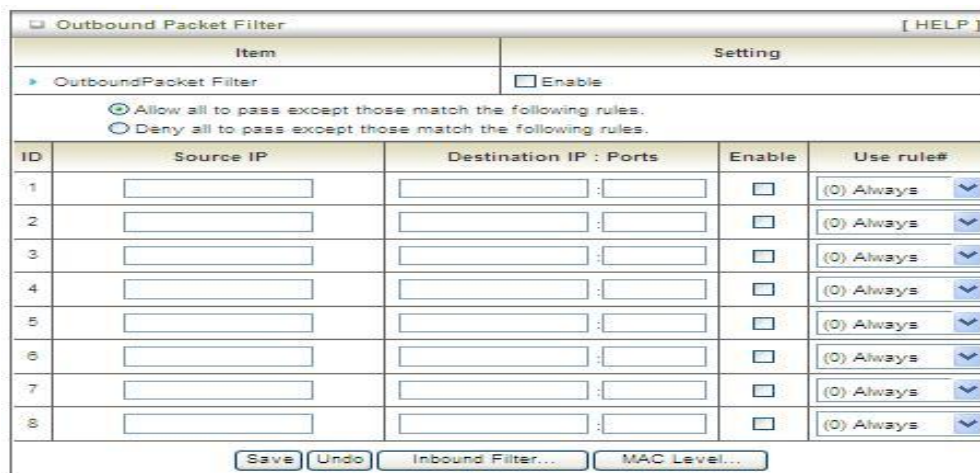 Outbound Packet Filter [ HELP ]
Item Setting
OutboundPacket Filter Enable
Allow all to pass except those match the following rules.
Deny all to pass except those match the following rules.
ID Source IP Destination IP : Ports Enable Use rule#
1 : (0) Always
2 : (0) Always
3 : (0) Always
4 : (0) Always
5 : (0) Always
6 : (0) Always
7 : (0) Always
8 : (0) Always
Save Undo Inbound Filter... MAC Level...